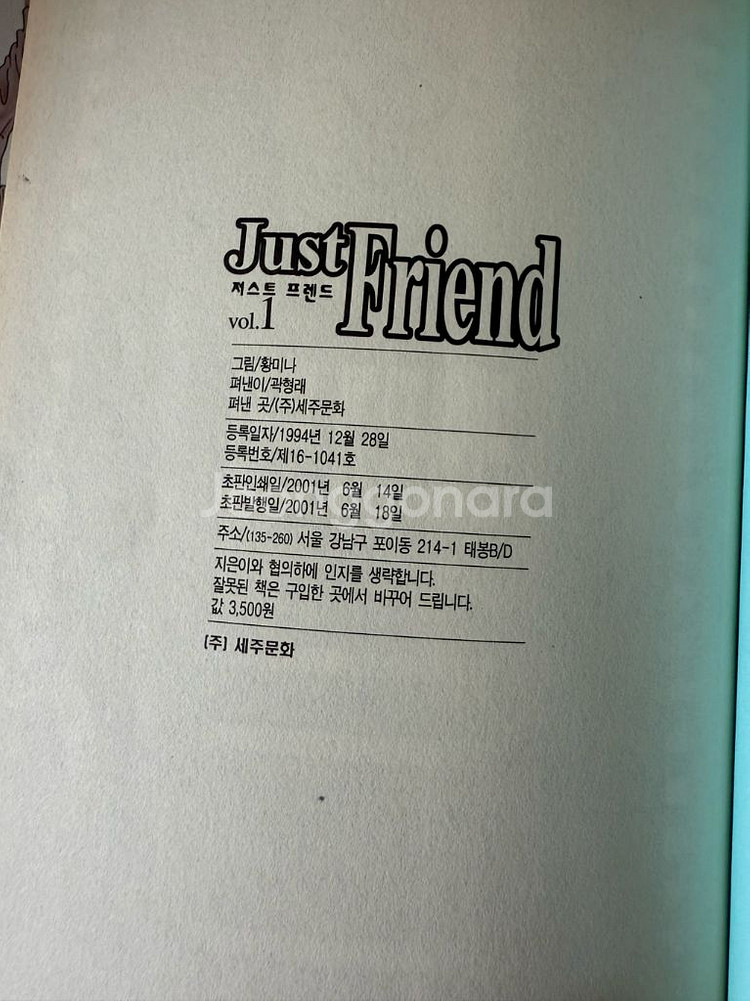 Just Friend
저스트 프렌드
vol.1
그림/황미나
펴낸이/곽형래
펴낸 곳/(주)세주문화
등록일자/1994년 12월 28일
등록번호/제16-1041호
초판인쇄일/2001년 6월 14일
초판발행일/2001년 6월 18일
주소/(135-260) 서울 강남구 포이동 214-1 태봉B/D
지은이와 협의하에 인지를 생략합니다.
잘못된 책은 구입한 곳에서 바꾸어 드립니다.
값 3,500원
(주) 세주문화